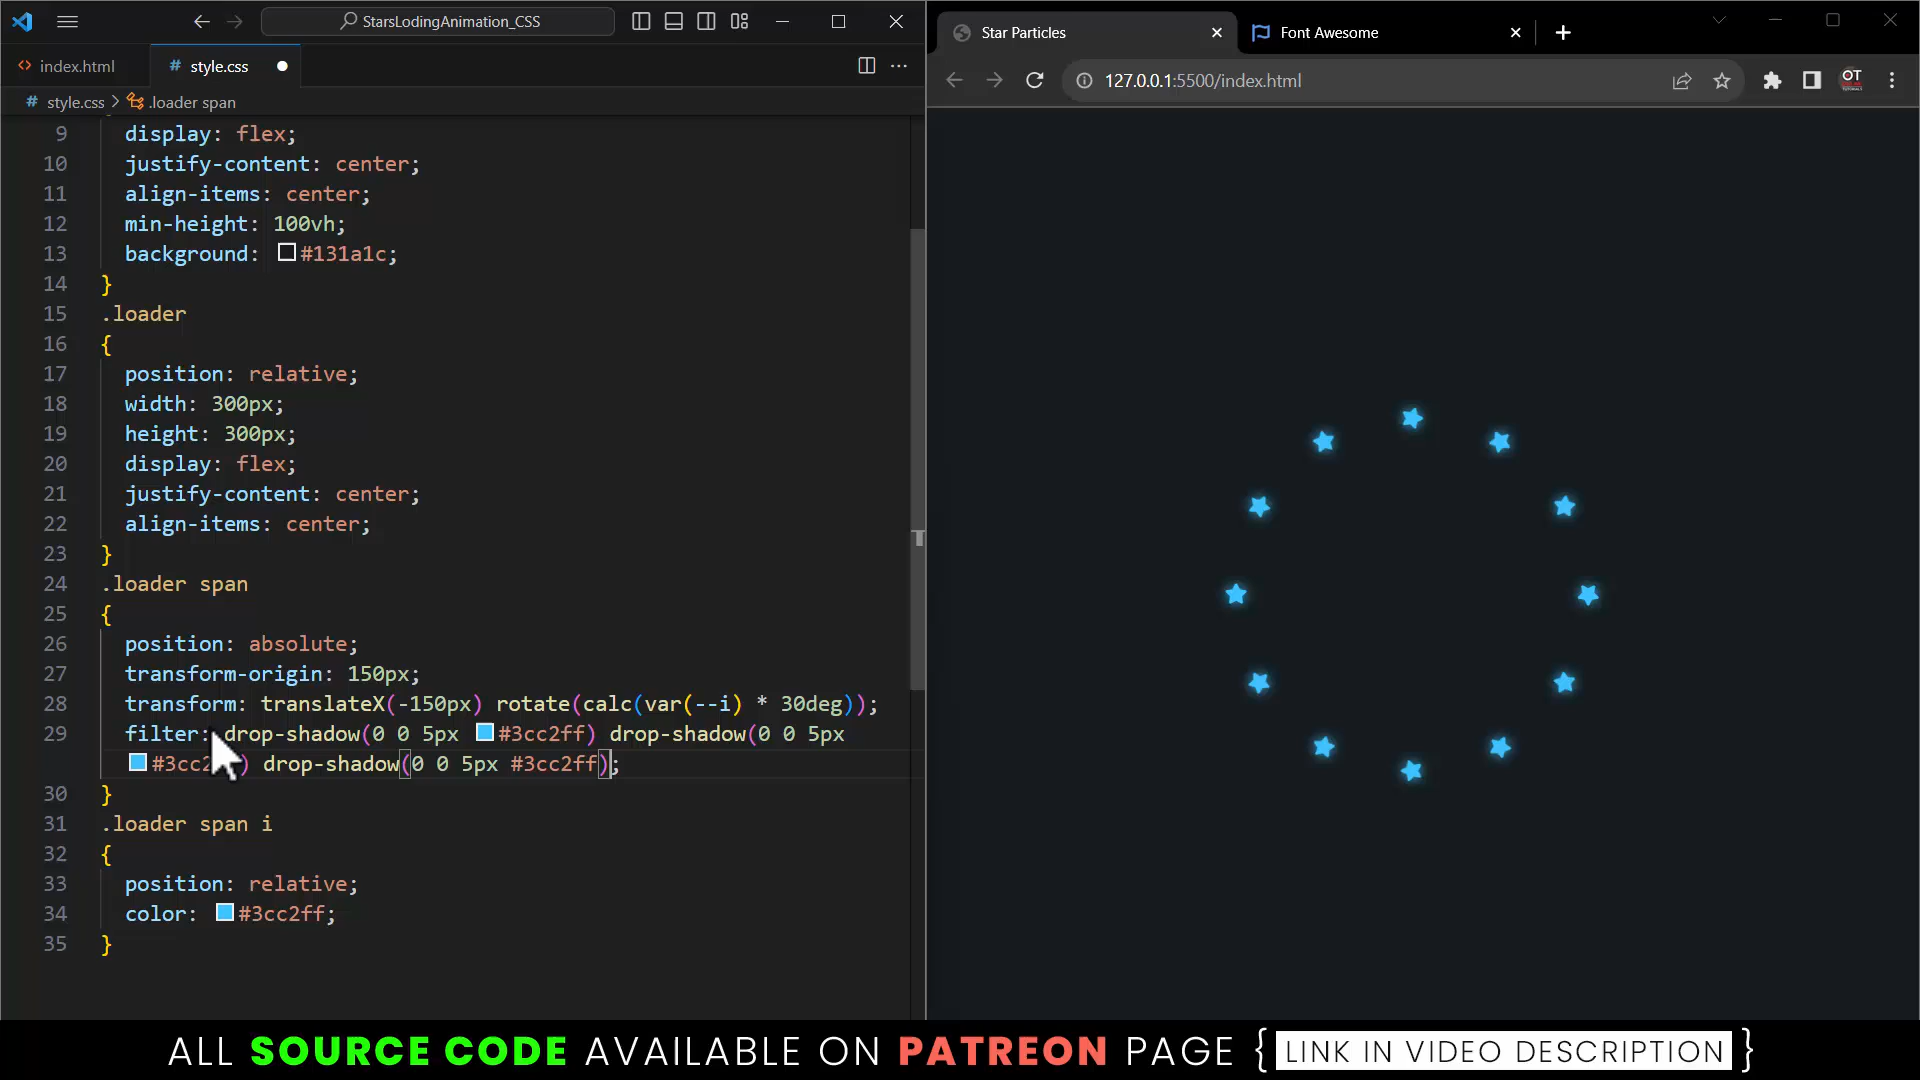 StarsLodingAnimation_CSS
index.html
# style.css
# style.css > .loader span
9 display: flex;
10 justify-content: center;
11 align-items: center;
12 min-height: 100vh;
13 background: #131a1c;
14 }
15 .loader
16 {
17 position: relative;
18 width: 300px;
19 height: 300px;
20 display: flex;
21 justify-content: center;
22 align-items: center;
23 }
24 .loader span
25 {
26 position: absolute;
27 transform-origin: 150px;
28 transform: translateX(-150px) rotate(calc(var(--i) * 30deg));
29 filter: drop-shadow(0 0 5px #3cc2ff) drop-shadow(0 0 5px
#3cc2ff) drop-shadow(0 0 5px #3cc2ff);
30 }
31 .loader span i
32 {
33 position: relative;
34 color: #3cc2ff;
35 }
Star Particles
Font Awesome
127.0.0.1:5500/index.html
OT
ALL SOURCE CODE AVAILABLE ON PATREON PAGE { LINK IN VIDEO DESCRIPTION }